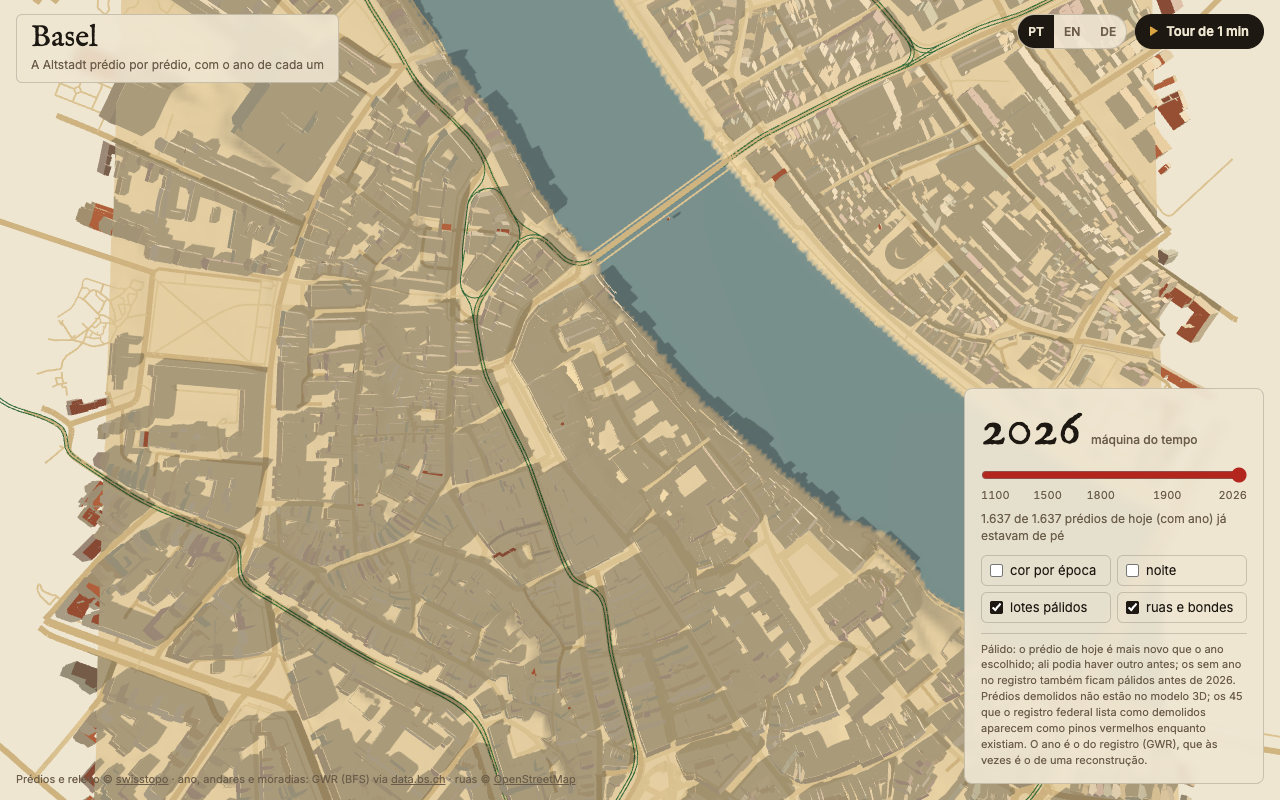 Basel
A Altstadt prédio por prédio, com o ano de cada um
PT EN DE
Tour de 1 min
2026 máquina do tempo
1100 1500 1800 1900 2026
1.637 de 1.637 prédios de hoje (com ano) já
estavam de pé
cor por época
noite
lotes pálidos
ruas e bondes
Pálido: o prédio de hoje é mais novo que o ano
escolhido; ali podia haver outro antes; os sem ano
no registro também ficam pálidos antes de 2026.
Prédios demolidos não estão no modelo 3D; os 45
que o registro federal lista como demolidos
aparecem como pinos vermelhos enquanto
existiam. O ano é o do registro (GWR), que às
vezes é o de uma reconstrução.
Prédios e relevo © swisstopo · ano, andares e moradias: GWR (BFS) via data.bs.ch · ruas © OpenStreetMap